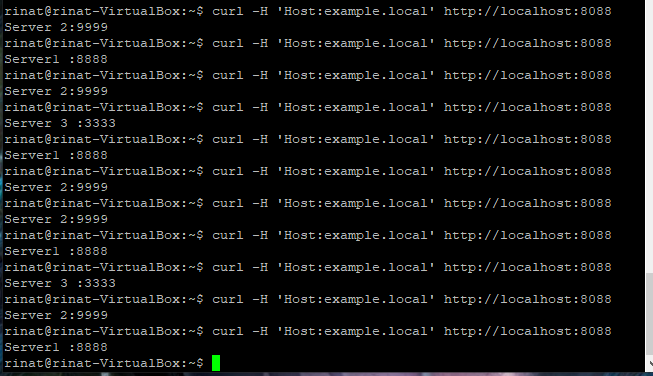 rinat@rinat-VirtualBox:~$ curl -H 'Host:example.local' http://localhost:8088
Server 2:9999
rinat@rinat-VirtualBox:~$ curl -H 'Host:example.local' http://localhost:8088
Server1 :8888
rinat@rinat-VirtualBox:~$ curl -H 'Host:example.local' http://localhost:8088
Server 2:9999
rinat@rinat-VirtualBox:~$ curl -H 'Host:example.local' http://localhost:8088
Server 3 :3333
rinat@rinat-VirtualBox:~$ curl -H 'Host:example.local' http://localhost:8088
Server1 :8888
rinat@rinat-VirtualBox:~$ curl -H 'Host:example.local' http://localhost:8088
Server 2:9999
rinat@rinat-VirtualBox:~$ curl -H 'Host:example.local' http://localhost:8088
Server 2:9999
rinat@rinat-VirtualBox:~$ curl -H 'Host:example.local' http://localhost:8088
Server1 :8888
rinat@rinat-VirtualBox:~$ curl -H 'Host:example.local' http://localhost:8088
Server 3 :3333
rinat@rinat-VirtualBox:~$ curl -H 'Host:example.local' http://localhost:8088
Server 2:9999
rinat@rinat-VirtualBox:~$ curl -H 'Host:example.local' http://localhost:8088
Server1 :8888
rinat@rinat-VirtualBox:~$